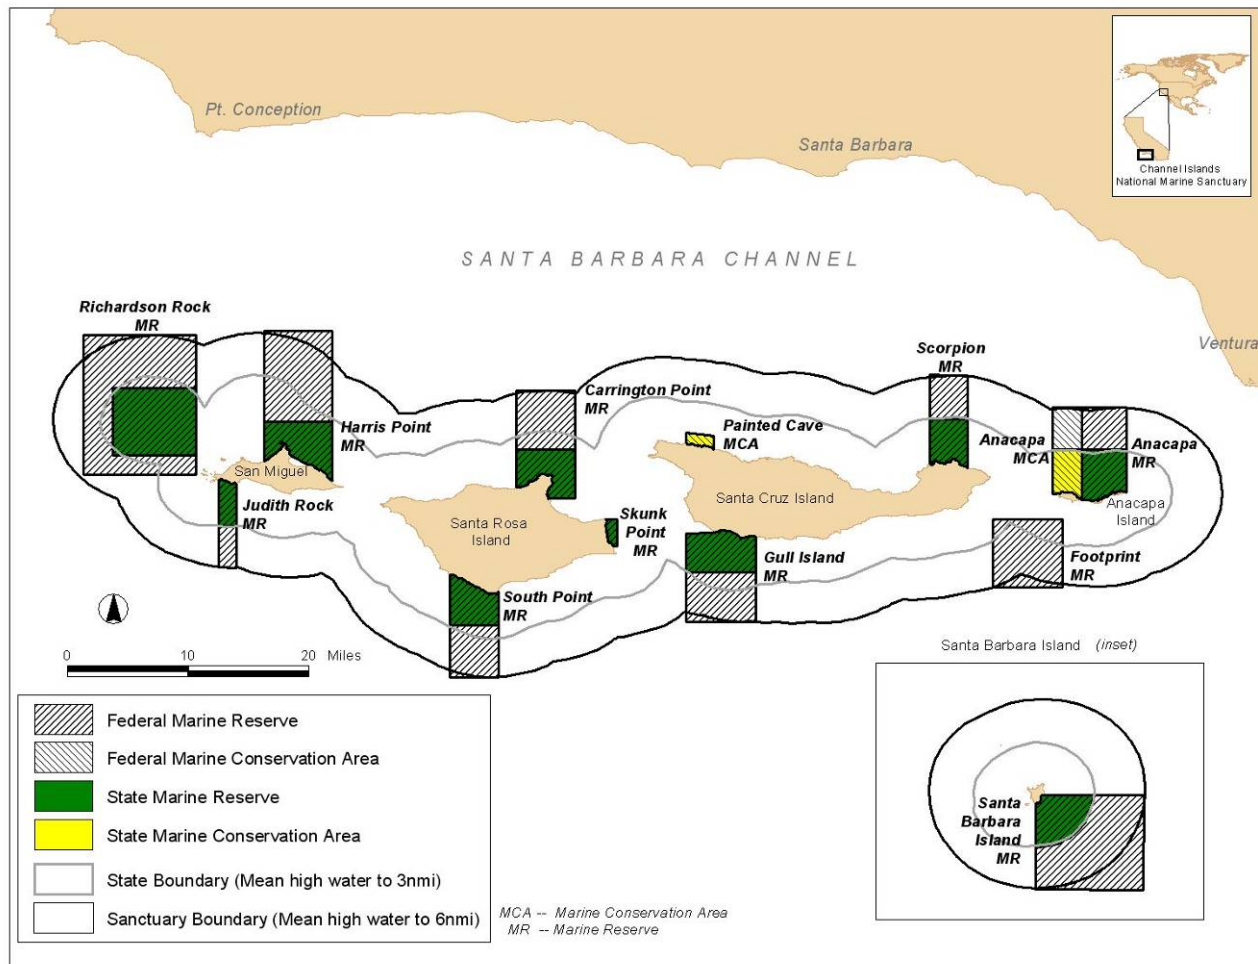 Pt. Conception
Santa Barbara
Channel Islands
National Marine Sanctuary
SANTA BARBARA CHANNEL
Ventura
Richardson Rock
MR
Harris Point
MR
Carrington Point
MR
Scorpion
MR
Painted Cave
MCA
Anacapa
MCA
Anacapa
MR
San Miguel
Judith Rock
MR
Santa Rosa
Island
Skunk
Point
MR
Santa Cruz Island
Anacapa
Island
Gull Island
MR
Footprint
MR
South Point
MR
0 10 20 Miles
Santa Barbara Island (inset)
Santa
Barbara
Island
MR
Federal Marine Reserve
Federal Marine Conservation Area
State Marine Reserve
State Marine Conservation Area
State Boundary (Mean high water to 3nmi)
Sanctuary Boundary (Mean high water to 6nmi)
MCA -- Marine Conservation Area
MR -- Marine Reserve